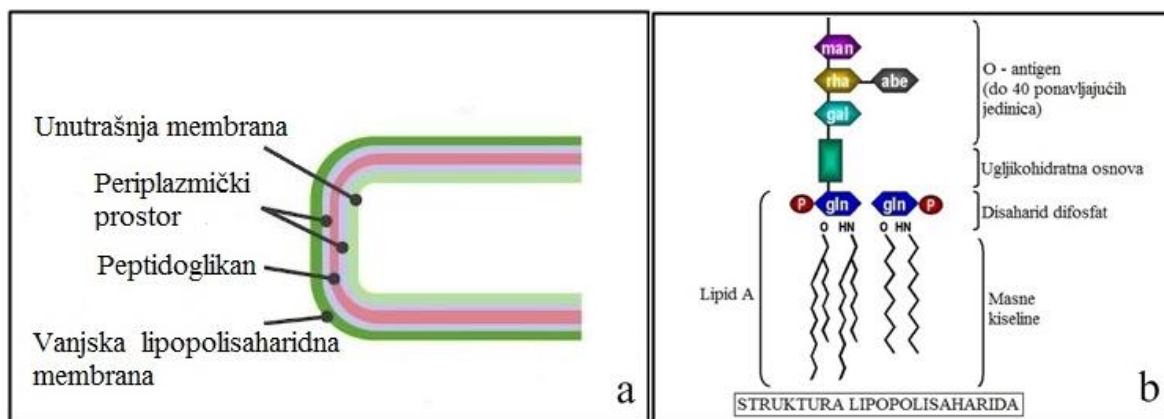 Unutrašnja membrana
Periplazmički
prostor
Peptidoglikan
Vanjska lipopolisaharidna
membrana
a
man
rha
abe
gal
P
gln
gln
P
O HN O HN
Lipid A
O - antigen
(do 40 ponavljajućih
jedinica)
Ugljikohidratna osnova
Disaharid difosfat
Masne
kiseline
STRUKTURA LIPOPOLISAHARIDA
b